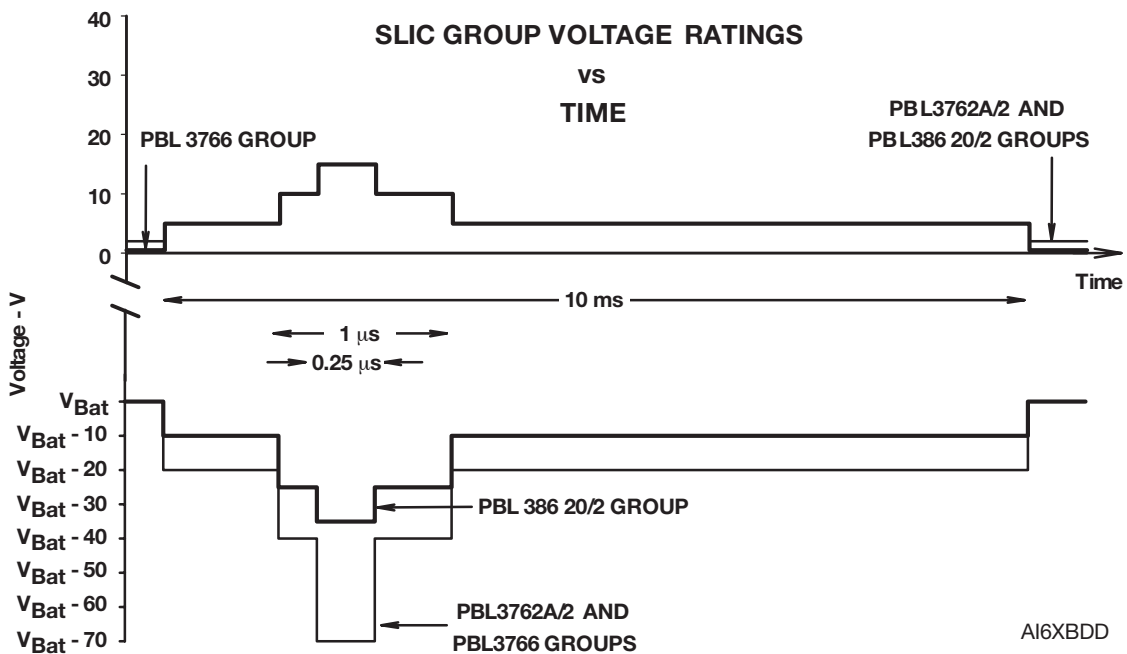 SLIC GROUP VOLTAGE RATINGS
vs
TIME
40
30
20
10
0
PBL 3766 GROUP
PBL3762A/2 AND
PBL386 20/2 GROUPS
Time
Voltage - V
10 ms
1 μs
0.25 μs
VBat
VBat - 10
VBat - 20
VBat - 30
VBat - 40
VBat - 50
VBat - 60
VBat - 70
PBL 386 20/2 GROUP
PBL3762A/2 AND
PBL3766 GROUPS
AI6XBDD